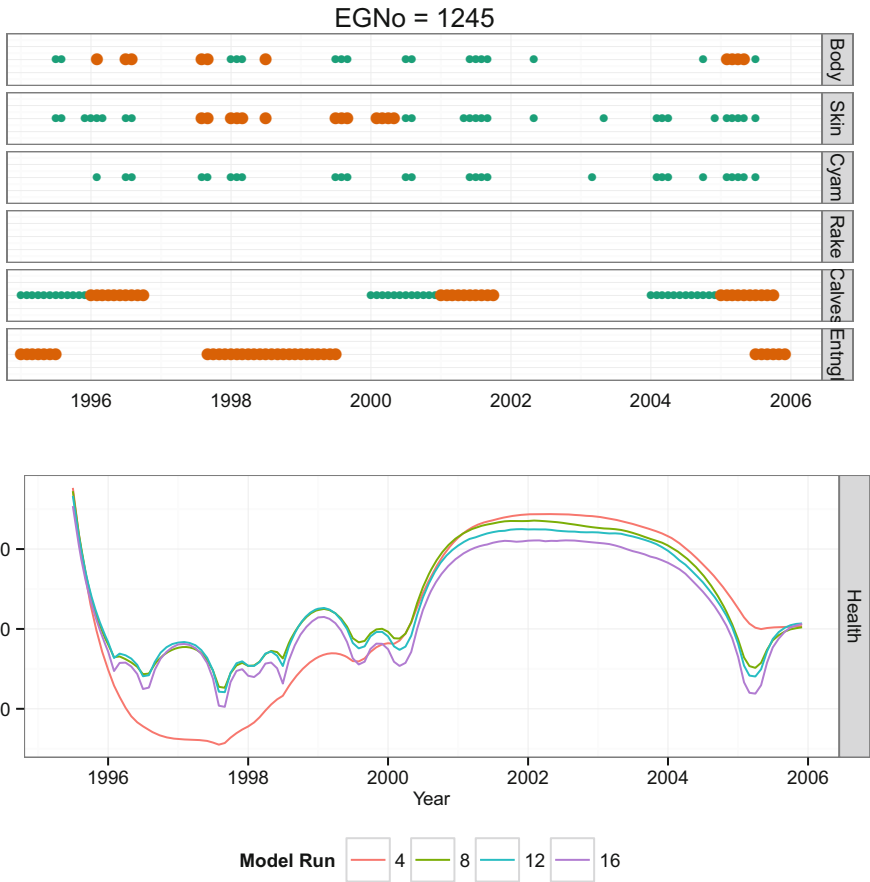 EGNo = 1245
Body
Skin
Cyam
Rake
Calves
Entngl
1996 1998 2000 2002 2004 2006
0
0
0
Health
1996 1998 2000 2002 2004 2006
Year
Model Run 4 8 12 16